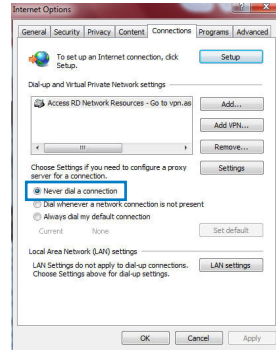 Internet Options
General Security Privacy Content Connections Programs Advanced
To set up an Internet connection, click
Setup.
Setup
Dial-up and Virtual Private Network settings
Access RD Network Resources - Go to vpn.as
Add...
Add VPN...
Remove...
Choose Settings if you need to configure a proxy
server for a connection.
Settings
Never dial a connection
Dial whenever a network connection is not present
Always dial my default connection
Current None
Set default
Local Area Network (LAN) settings
LAN Settings do not apply to dial-up connections.
Choose Settings above for dial-up settings.
LAN settings
OK Cancel Apply